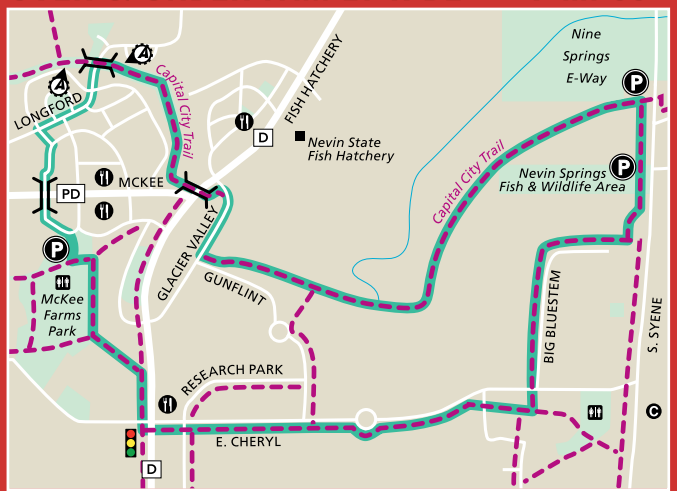 Nine
Springs
E-Way
FISH HATCHERY
Capital City Trail
LONGFORD
P
D
Nevin State
Fish Hatchery
Capital City Trail
P
Nevin Springs
Fish & Wildlife Area
MCKEE
PD
P
GLACIER VALLEY
GUNFLINT
McKee
Farms
Park
BIG BLUESTEM
S. SYENE
RESEARCH PARK
C
E. CHERYL
D